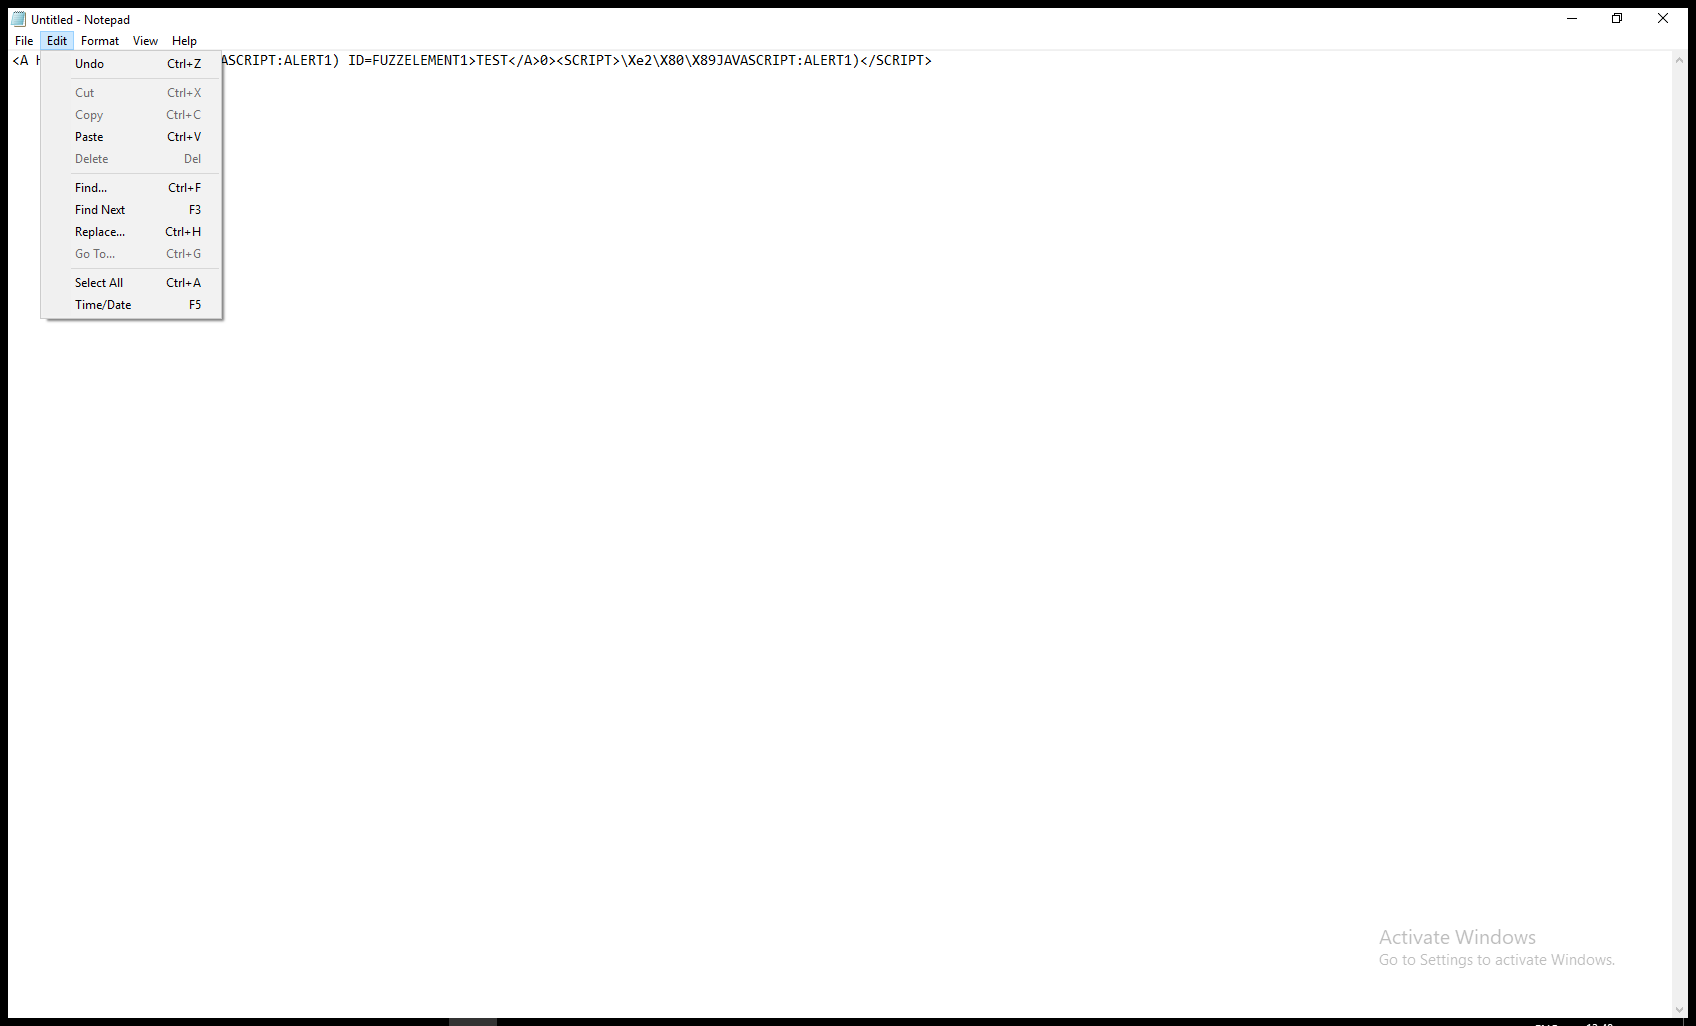 Untitled - Notepad
File Edit Format View Help
<A ASCRIPT:ALERT1) ID=FUZZELEMENT1>TEST</A>0><SCRIPT>\Xe2\X80\X89JAVASCRIPT:ALERT1)</SCRIPT>
Undo Ctrl+Z
Cut Ctrl+X
Copy Ctrl+C
Paste Ctrl+V
Delete Del
Find... Ctrl+F
Find Next F3
Replace... Ctrl+H
Go To... Ctrl+G
Select All Ctrl+A
Time/Date F5
Activate Windows
Go to Settings to activate Windows.